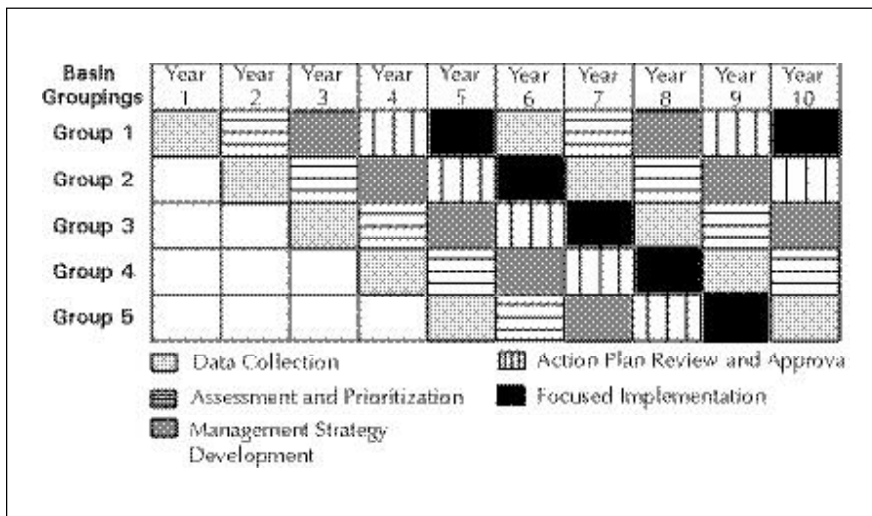 Basin Groupings Year 1 Year 2 Year 3 Year 4 Year 5 Year 6 Year 7 Year 8 Year 9 Year 10
Group 1
Group 2
Group 3
Group 4
Group 5
Data Collection
Action Plan Review and Approva
Assessment and Prioritization
Focused Implementation
Management Strategy
Development